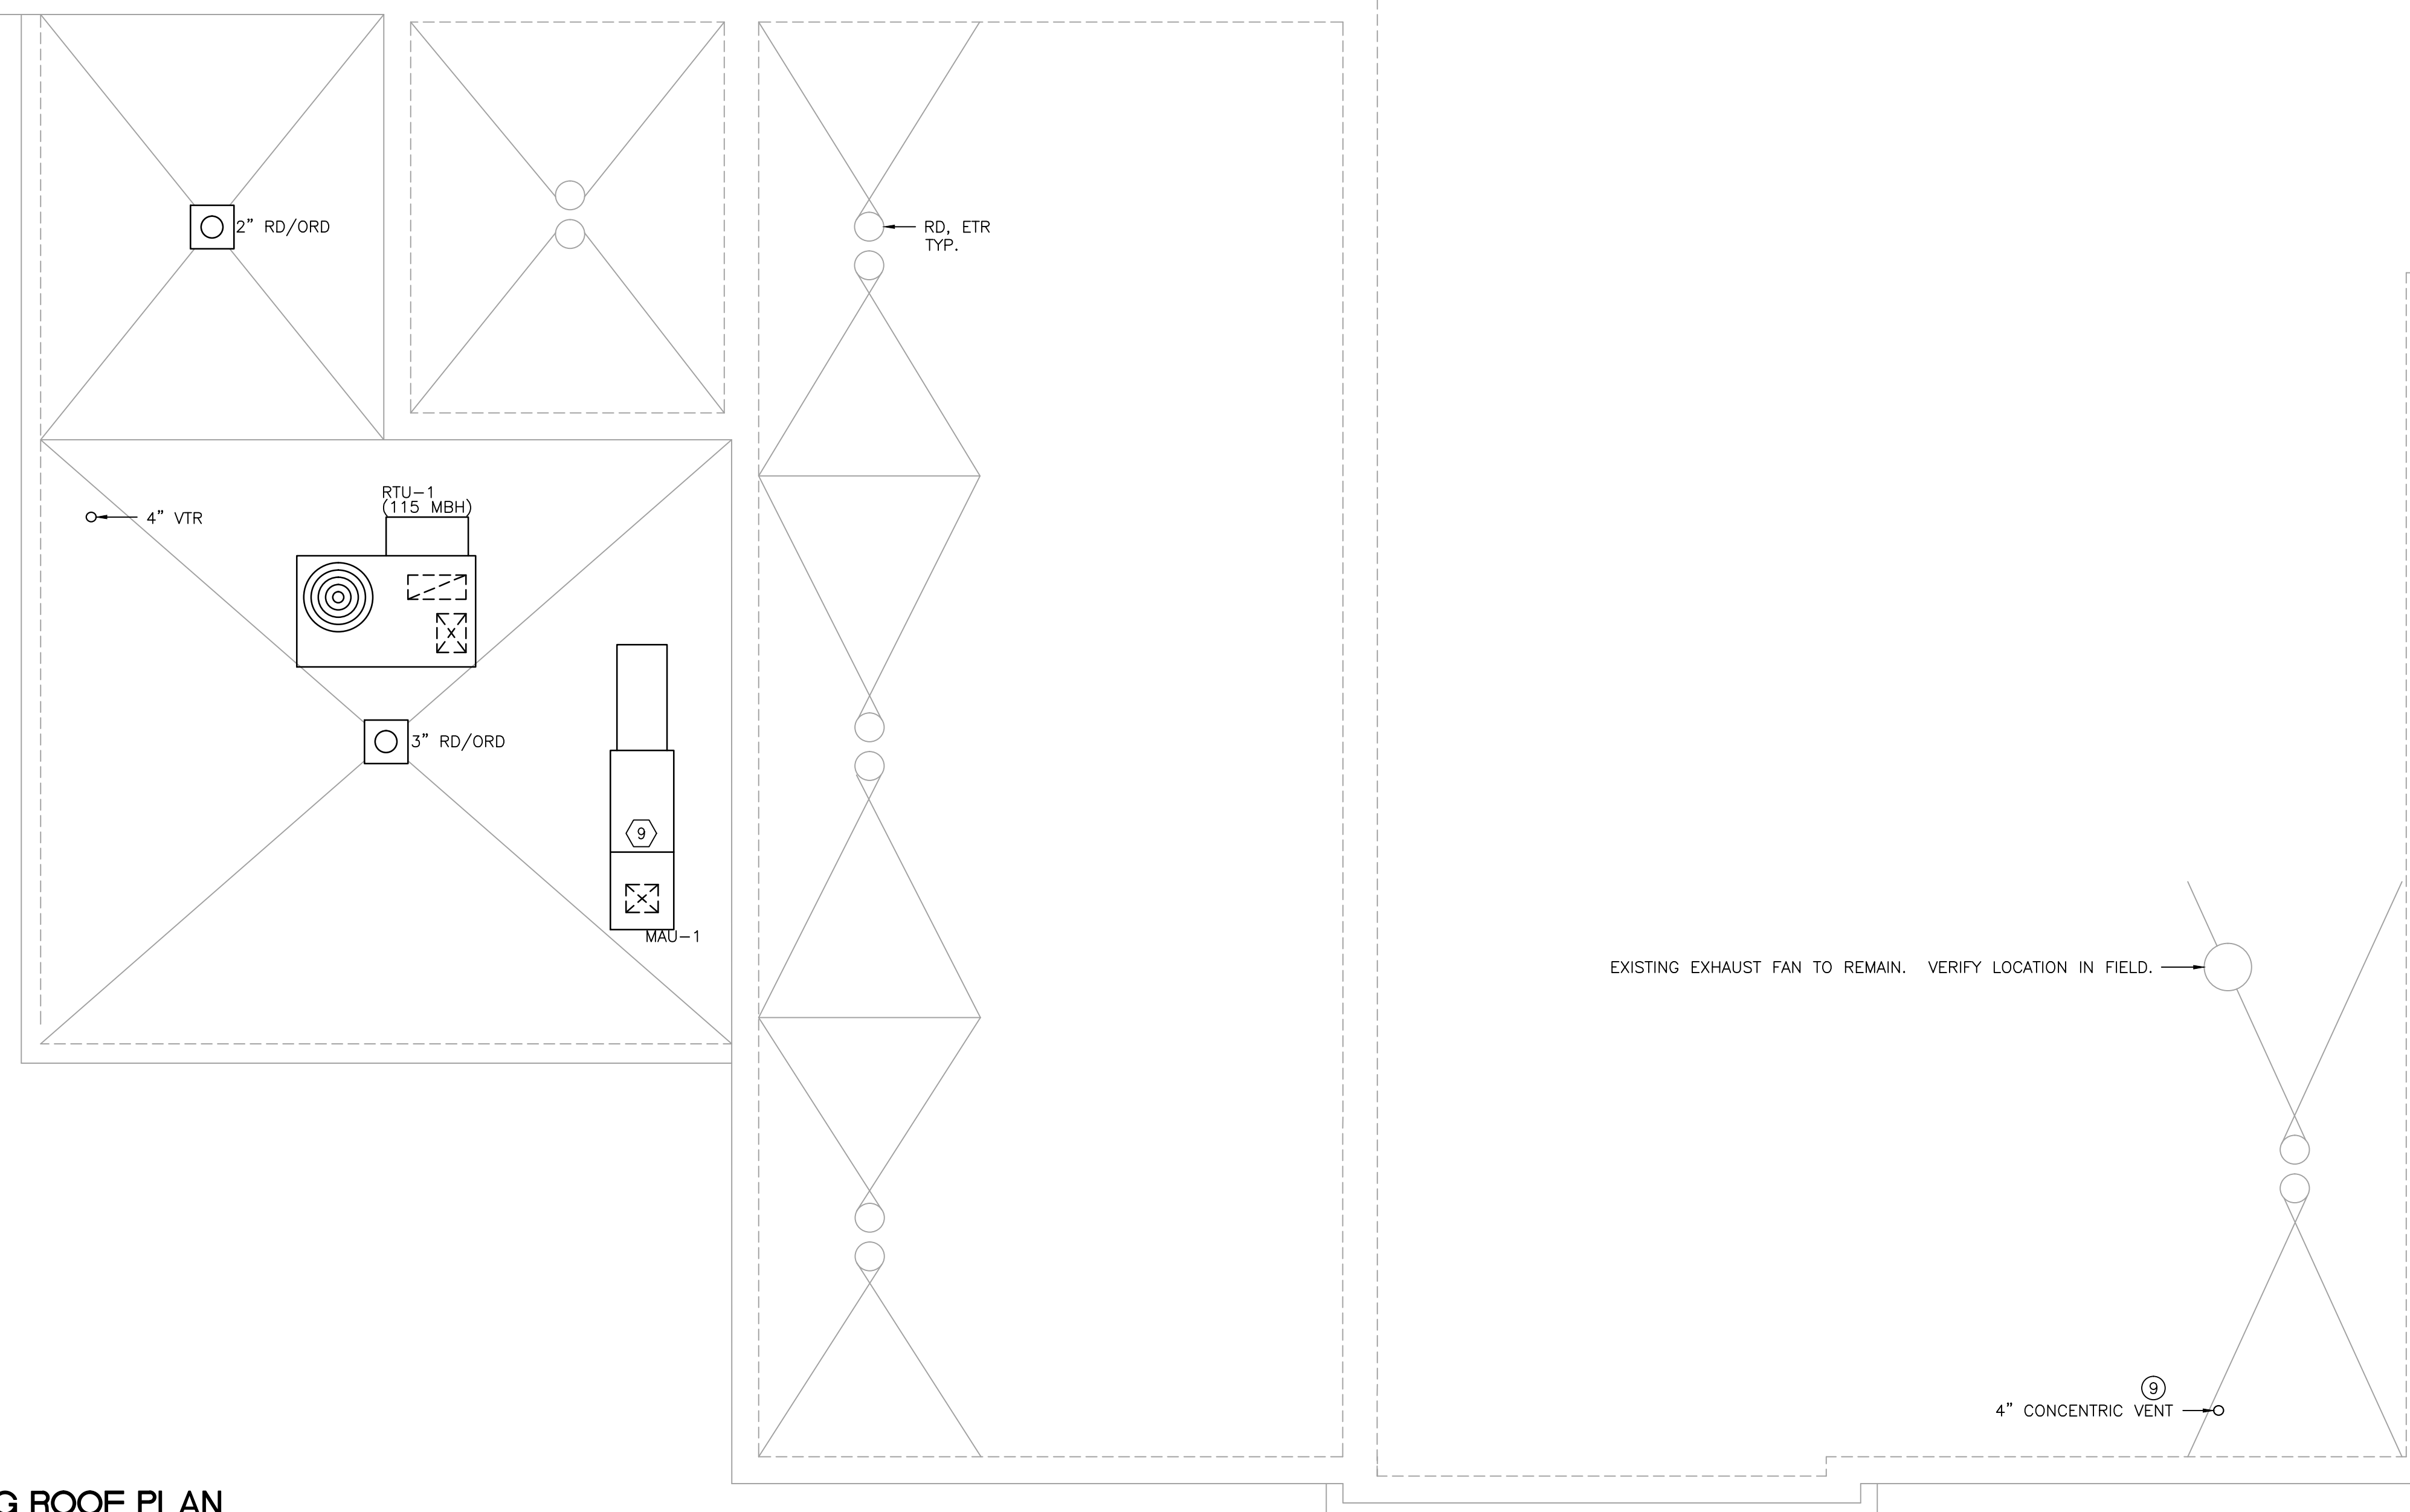 2" RD/ORD
RD, ETR
TYP.
RTU-1
(115 MBH)
4" VTR
3" RD/ORD
9
MAU-1
EXISTING EXHAUST FAN TO REMAIN. VERIFY LOCATION IN FIELD.
9
4" CONCENTRIC VENT
G ROOF PLAN